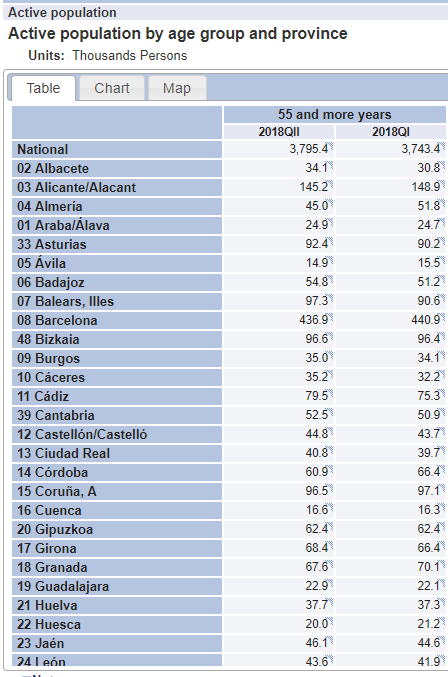 Active population
Active population by age group and province
Units: Thousands Persons
Table Chart Map
55 and more years
2018QII 2018QI
National 3,795.4 3,743.4
02 Albacete 34.1 30.8
03 Alicante/Alacant 145.2 148.9
04 Almería 45.0 51.8
01 Araba/Álava 24.9 24.7
33 Asturias 92.4 90.2
05 Ávila 14.9 15.5
06 Badajoz 54.8 51.2
07 Balears, Illes 97.3 90.6
08 Barcelona 436.9 440.9
48 Bizkaia 96.6 96.4
09 Burgos 35.0 34.1
10 Cáceres 35.2 32.2
11 Cádiz 79.5 75.3
39 Cantabria 52.5 50.9
12 Castellón/Castelló 44.8 43.7
13 Ciudad Real 40.8 39.7
14 Córdoba 60.9 66.4
15 Coruña, A 96.5 97.1
16 Cuenca 16.6 16.3
20 Gipuzkoa 62.4 62.4
17 Girona 68.4 66.4
18 Granada 67.6 70.1
19 Guadalajara 22.9 22.1
21 Huelva 37.7 37.3
22 Huesca 20.0 21.2
23 Jaén 46.1 44.6
24 León 43.6 41.9